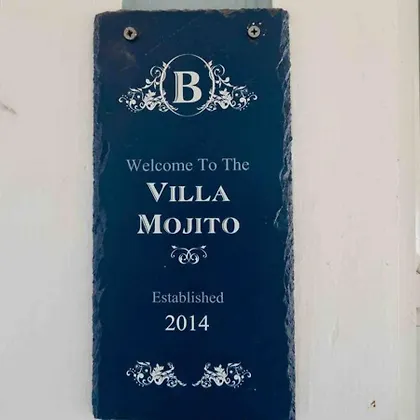 B
Welcome To The
VILLA
MOJITO
Established
2014